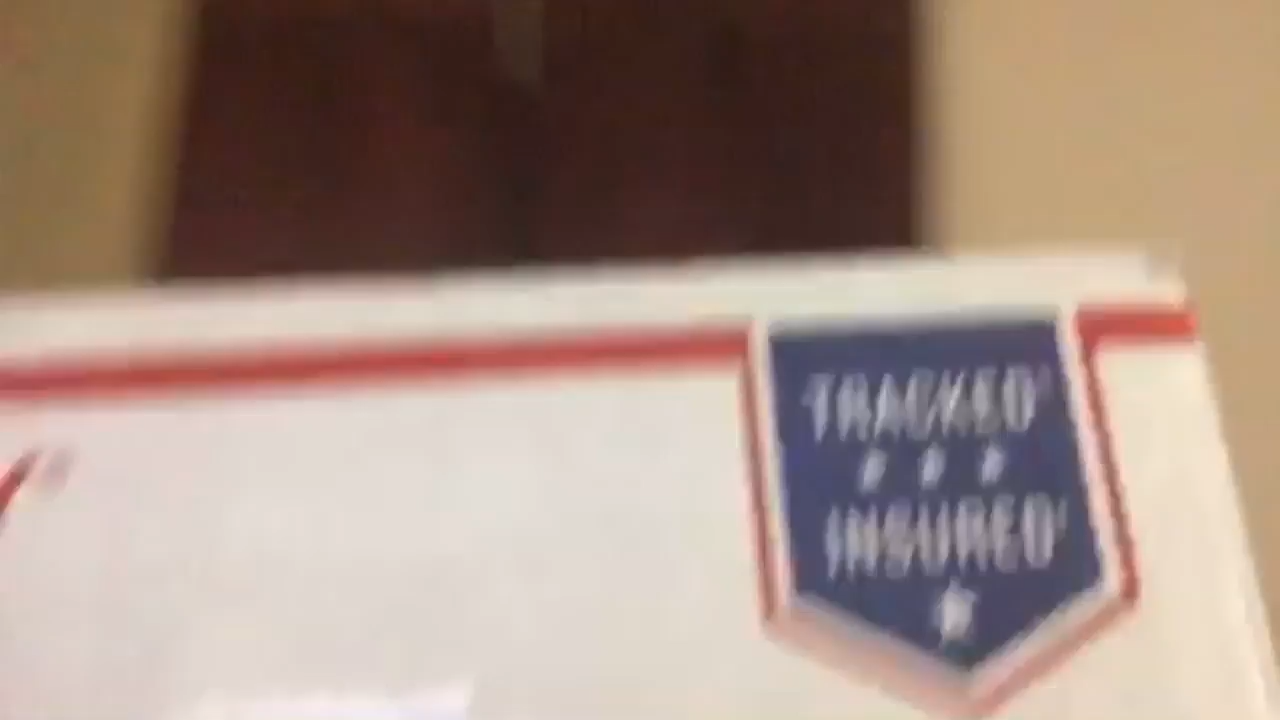 TRACKED
★ ★ ★
INSURED
★